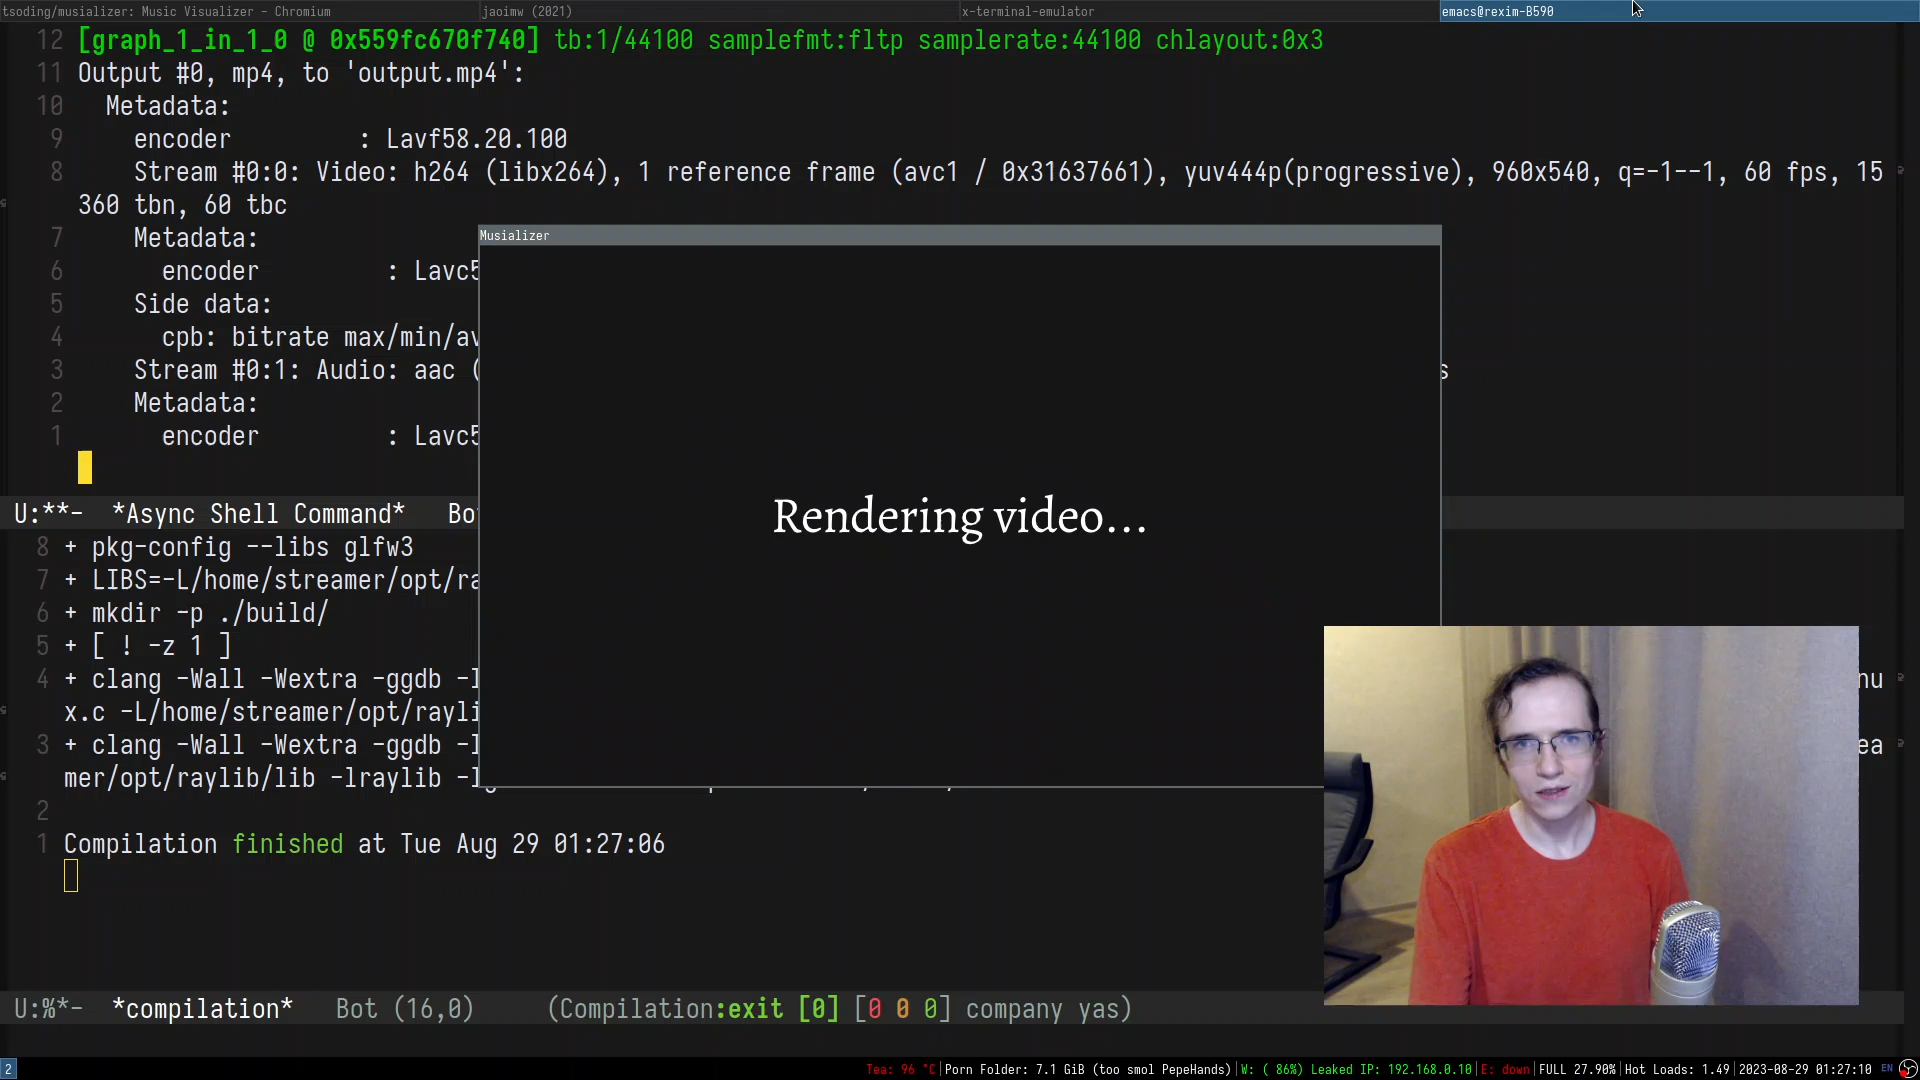 tsoding/musializer: Music Visualizer - Chromium
jaoimw (2021)
x-terminal-emulator
emacs@rexim-B590
12 [graph_1_in_1_0 @ 0x559fc670f740] tb:1/44100 samplefmt:fltp samplerate:44100 chlayout:0x3
11 Output #0, mp4, to 'output.mp4':
10 Metadata:
9 encoder : Lavf58.20.100
8 Stream #0:0: Video: h264 (libx264), 1 reference frame (avc1 / 0x31637661), yuv444p(progressive), 960x540, q=-1--1, 60 fps, 15
360 tbn, 60 tbc
7 Metadata:
6 encoder : Lavc5
5 Side data:
4 cpb: bitrate max/min/av
3 Stream #0:1: Audio: aac ( s
2 Metadata:
1 encoder : Lavc5
U:**- *Async Shell Command* Bo
Musializer
Rendering video...
8 + pkg-config --libs glfw3
7 + LIBS=-L/home/streamer/opt/ra
6 + mkdir -p ./build/
5 + [ ! -z 1 ]
4 + clang -Wall -Wextra -ggdb -l nu
x.c -L/home/streamer/opt/rayli
3 + clang -Wall -Wextra -ggdb -l ea
mer/opt/raylib/lib -lraylib -lg
2
1 Compilation finished at Tue Aug 29 01:27:06
U:%*- *compilation* Bot (16,0) (Compilation:exit [0] [0 0 0] company yas)
2
Tea: 96 °C|Porn Folder: 7.1 GiB (too smol PepeHands)|W: ( 86%) Leaked IP: 192.168.0.10|E: down|FULL 27.90%|Hot Loads: 1.49|2023-08-29 01:27:10 EN